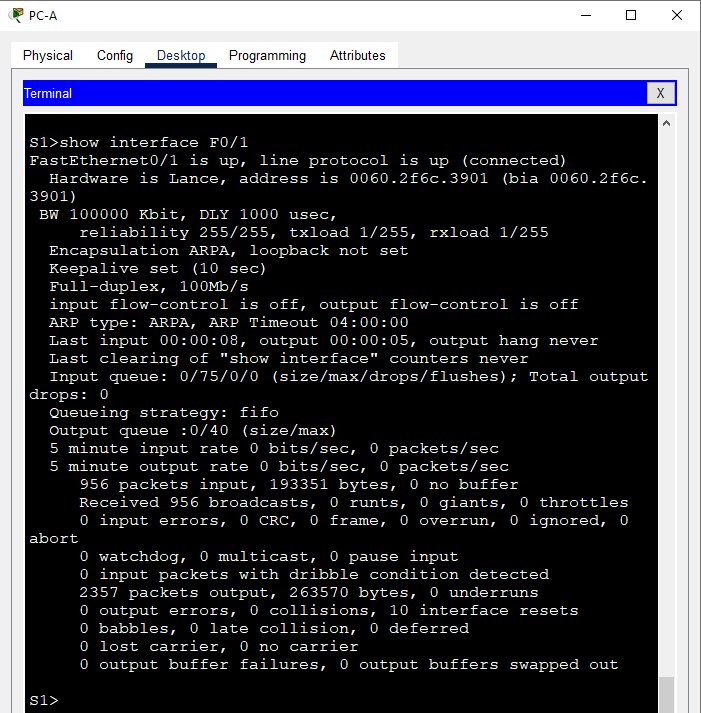 PC-A
Physical Config Desktop Programming Attributes
Terminal X
S1>show interface F0/1
FastEthernet0/1 is up, line protocol is up (connected)
Hardware is Lance, address is 0060.2f6c.3901 (bia 0060.2f6c.
3901)
BW 100000 Kbit, DLY 1000 usec,
reliability 255/255, txload 1/255, rxload 1/255
Encapsulation ARPA, loopback not set
Keepalive set (10 sec)
Full-duplex, 100Mb/s
input flow-control is off, output flow-control is off
ARP type: ARPA, ARP Timeout 04:00:00
Last input 00:00:08, output 00:00:05, output hang never
Last clearing of "show interface" counters never
Input queue: 0/75/0/0 (size/max/drops/flushes); Total output
drops: 0
Queueing strategy: fifo
Output queue :0/40 (size/max)
5 minute input rate 0 bits/sec, 0 packets/sec
5 minute output rate 0 bits/sec, 0 packets/sec
956 packets input, 193351 bytes, 0 no buffer
Received 956 broadcasts, 0 runts, 0 giants, 0 throttles
0 input errors, 0 CRC, 0 frame, 0 overrun, 0 ignored, 0
abort
0 watchdog, 0 multicast, 0 pause input
0 input packets with dribble condition detected
2357 packets output, 263570 bytes, 0 underruns
0 output errors, 0 collisions, 10 interface resets
0 babbles, 0 late collision, 0 deferred
0 lost carrier, 0 no carrier
0 output buffer failures, 0 output buffers swapped out
S1>